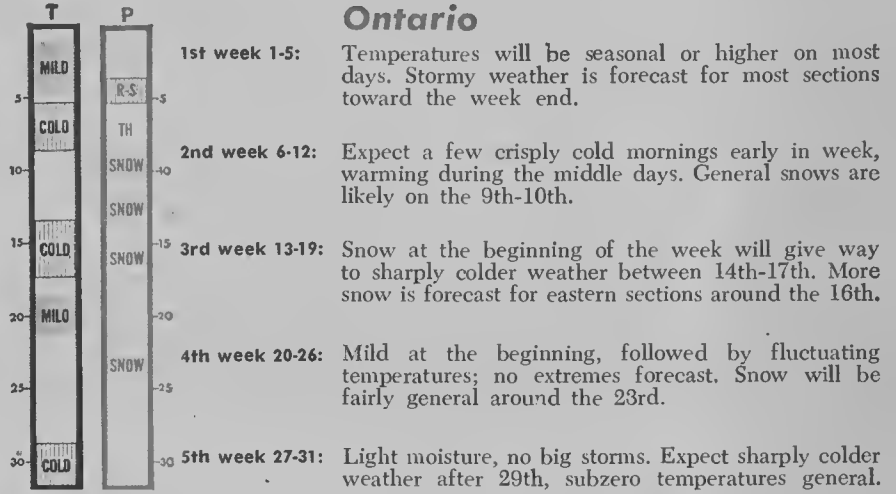 T P
Ontario
MILD
R-S
5 5
COLD
TH
10 SNOW 10
SNOW
15 15
COLD SNOW
20 MILD 20
SNOW
25 25
30 COLD 30
1st week 1-5: Temperatures will be seasonal or higher on most
days. Stormy weather is forecast for most sections
toward the week end.
2nd week 6-12: Expect a few crisply cold mornings early in week,
warming during the middle days. General snows are
likely on the 9th-10th.
3rd week 13-19: Snow at the beginning of the week will give way
to sharply colder weather between 14th-17th. More
snow is forecast for eastern sections around the 16th.
4th week 20-26: Mild at the beginning, followed by fluctuating
temperatures; no extremes forecast. Snow will be
fairly general around the 23rd.
5th week 27-31: Light moisture, no big storms. Expect sharply colder
weather after 29th, subzero temperatures general.